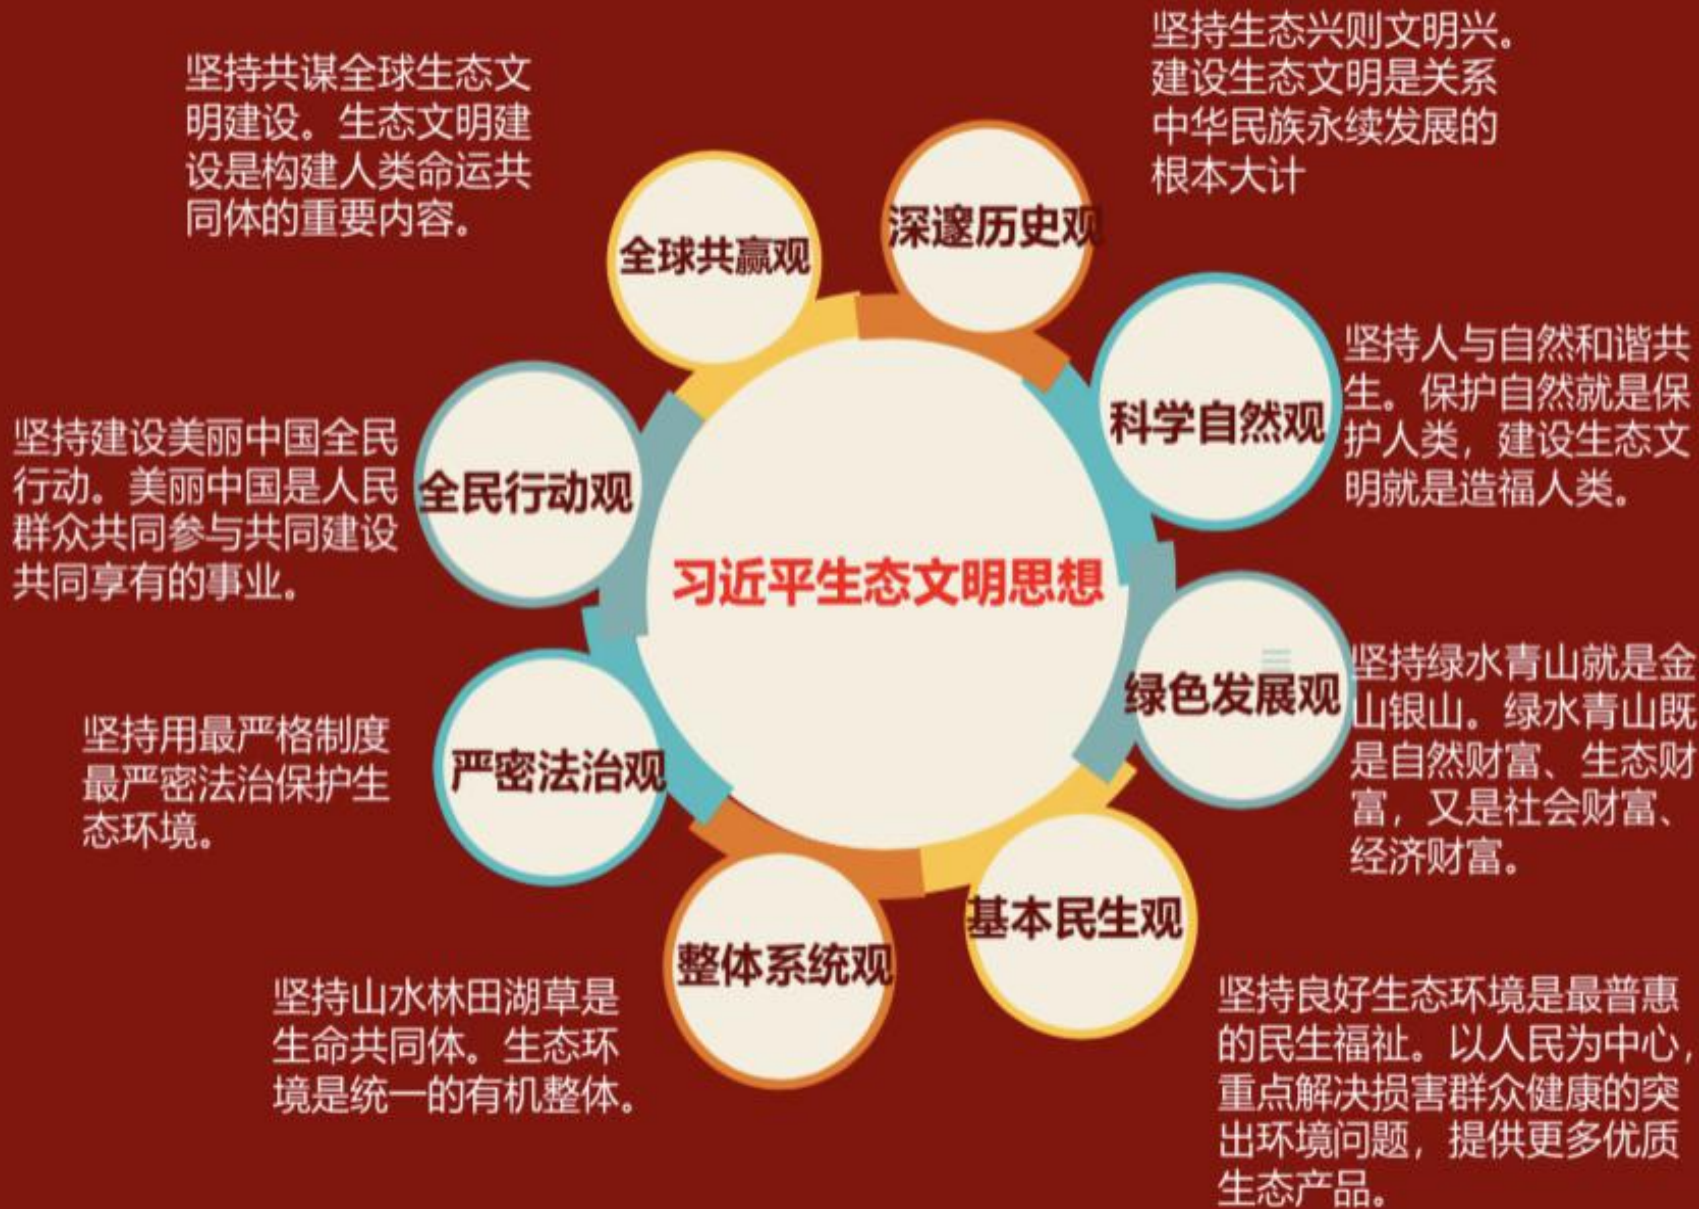 坚持生态兴则文明兴。
建设生态文明是关系
中华民族永续发展的
根本大计
坚持共谋全球生态文
明建设。生态文明建
设是构建人类命运共
同体的重要内容。
深邃历史观
全球共赢观
坚持人与自然和谐共
生。保护自然就是保
护人类，建设生态文
明就是造福人类。
科学自然观
坚持建设美丽中国全民
行动。美丽中国是人民
群众共同参与共同建设
共同享有的事业。
全民行动观
习近平生态文明思想
坚持绿水青山就是金
山银山。绿水青山既
是自然财富、生态财
富，又是社会财富、
经济财富。
绿色发展观
坚持用最严格制度
最严密法治保护生
态环境。
严密法治观
基本民生观
整体系统观
坚持山水林田湖草是
生命共同体。生态环
境是统一的有机整体。
坚持良好生态环境是最普惠
的民生福祉。以人民为中心，
重点解决损害群众健康的突
出环境问题，提供更多优质
生态产品。